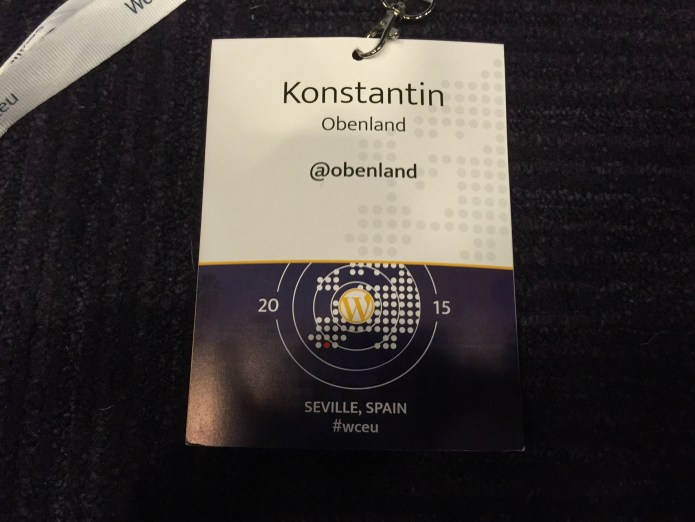 Konstantin
Obenland
@obenland
20 15
SEVILLE, SPAIN
#wceu